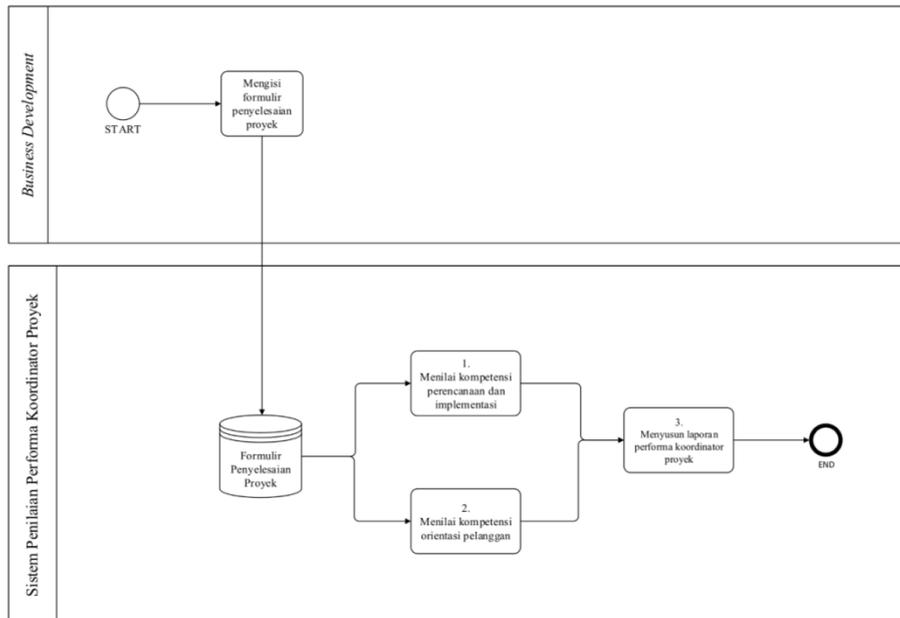 Business Development
START
Mengisi
formulir
penyelesaian
proyek
Sistem Penilaian Performa Koordinator Proyek
Formulir
Penyelesaian
Proyek
1.
Menilai kompetensi
perencanaan dan
implementasi
2.
Menilai kompetensi
orientasi pelanggan
3.
Menyusun laporan
performa koordinator
proyek
END